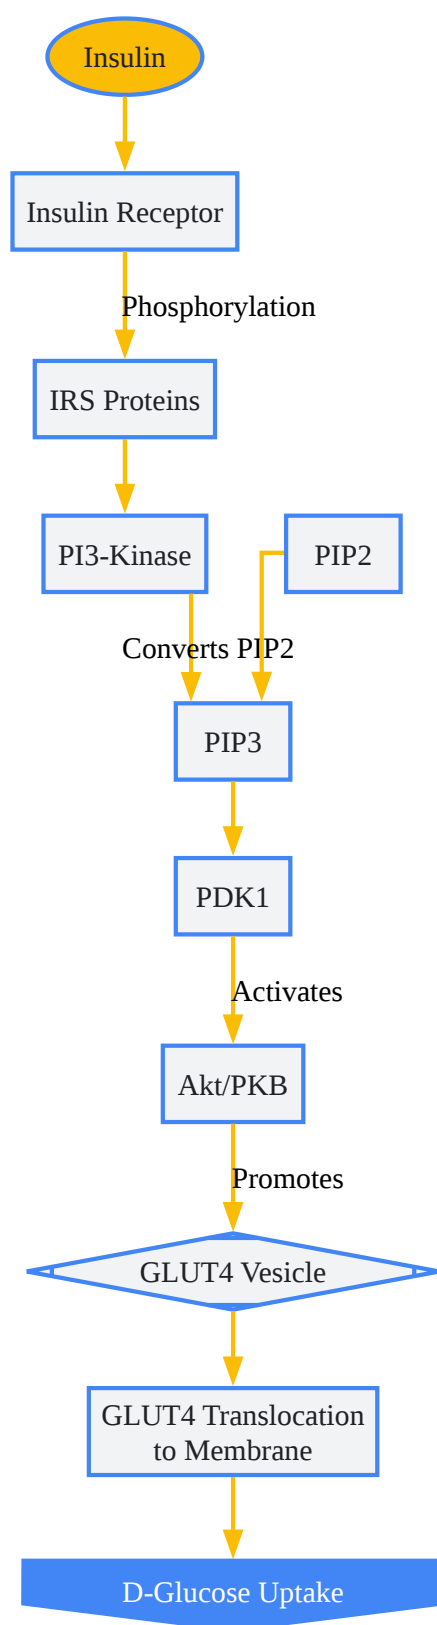 Insulin
Insulin Receptor
Phosphorylation
IRS Proteins
PI3-Kinase
PIP2
Converts PIP2
PIP3
PDK1
Activates
Akt/PKB
Promotes
GLUT4 Vesicle
GLUT4 Translocation
to Membrane
D-Glucose Uptake